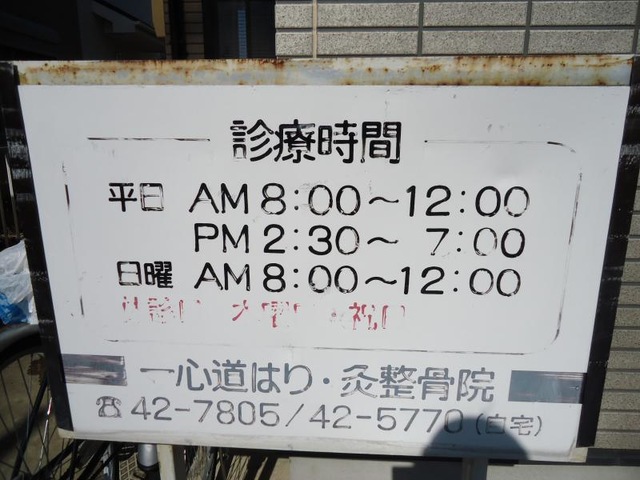 診療時間
平日 AM 8:00～12:00
PM 2:30～ 7:00
日曜 AM 8:00～12:00
一心道はり・灸整骨院
☎42-7805/42-5770(自宅)